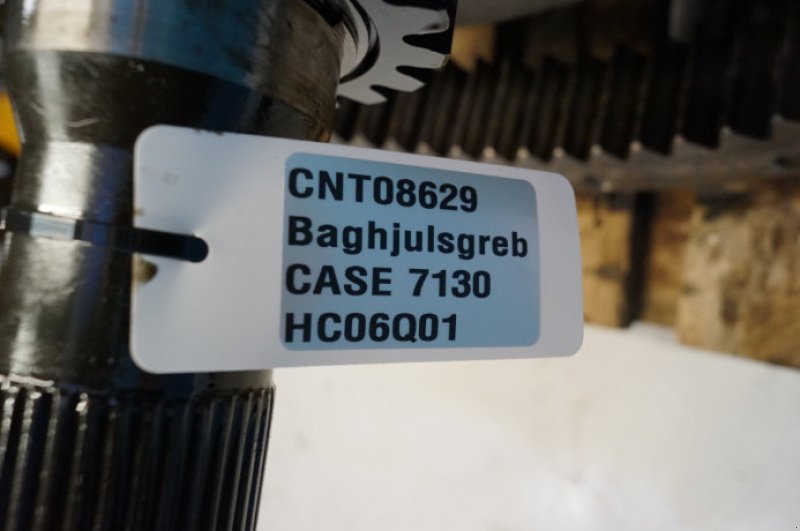 CNT08629
Baghjulsgreb
CASE 7130
HC06Q01